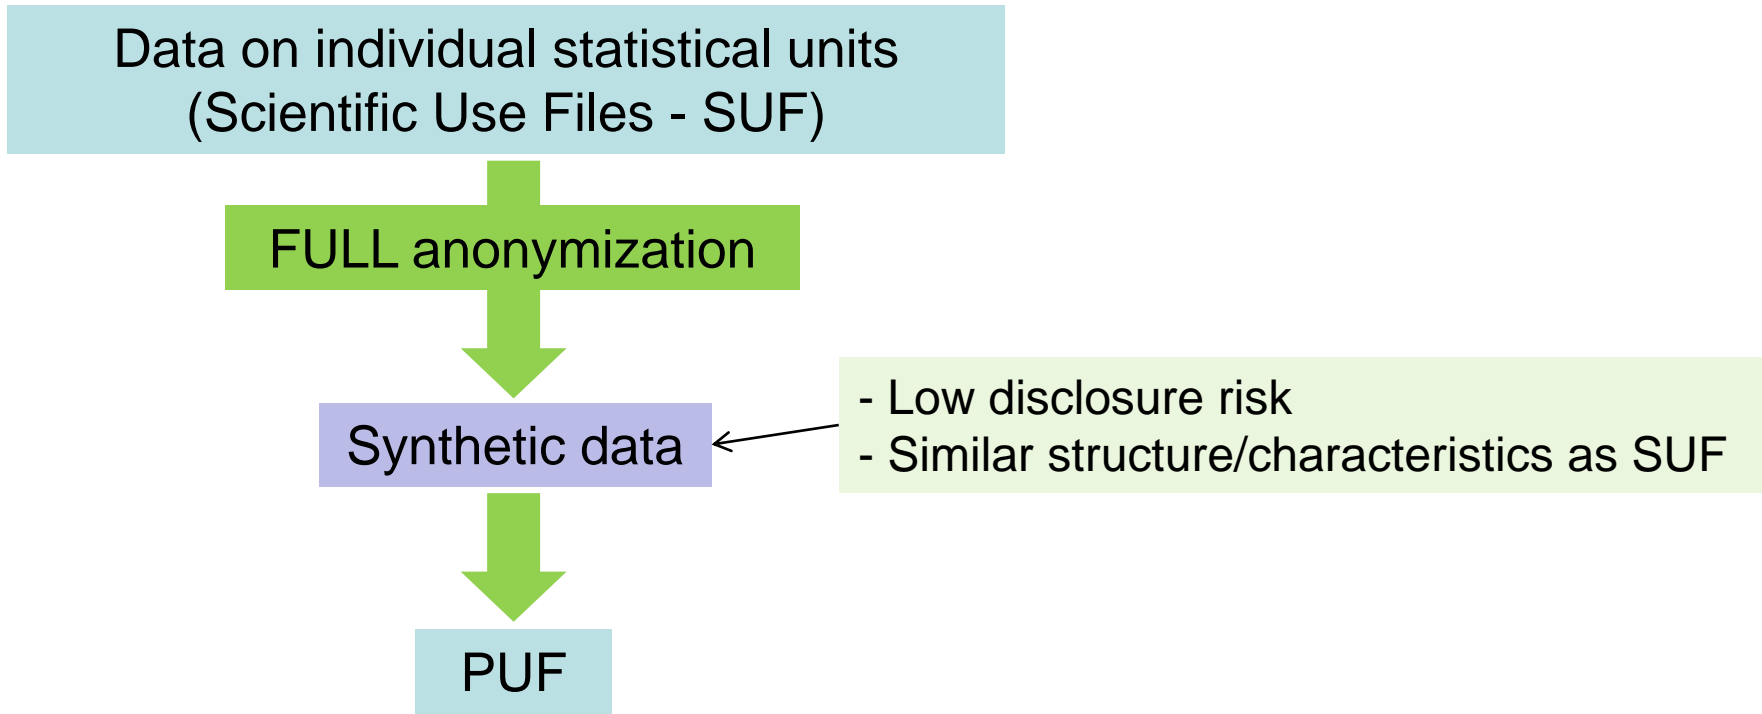 Data on individual statistical units
(Scientific Use Files - SUF)
FULL anonymization
Synthetic data
- Low disclosure risk
- Similar structure/characteristics as SUF
PUF